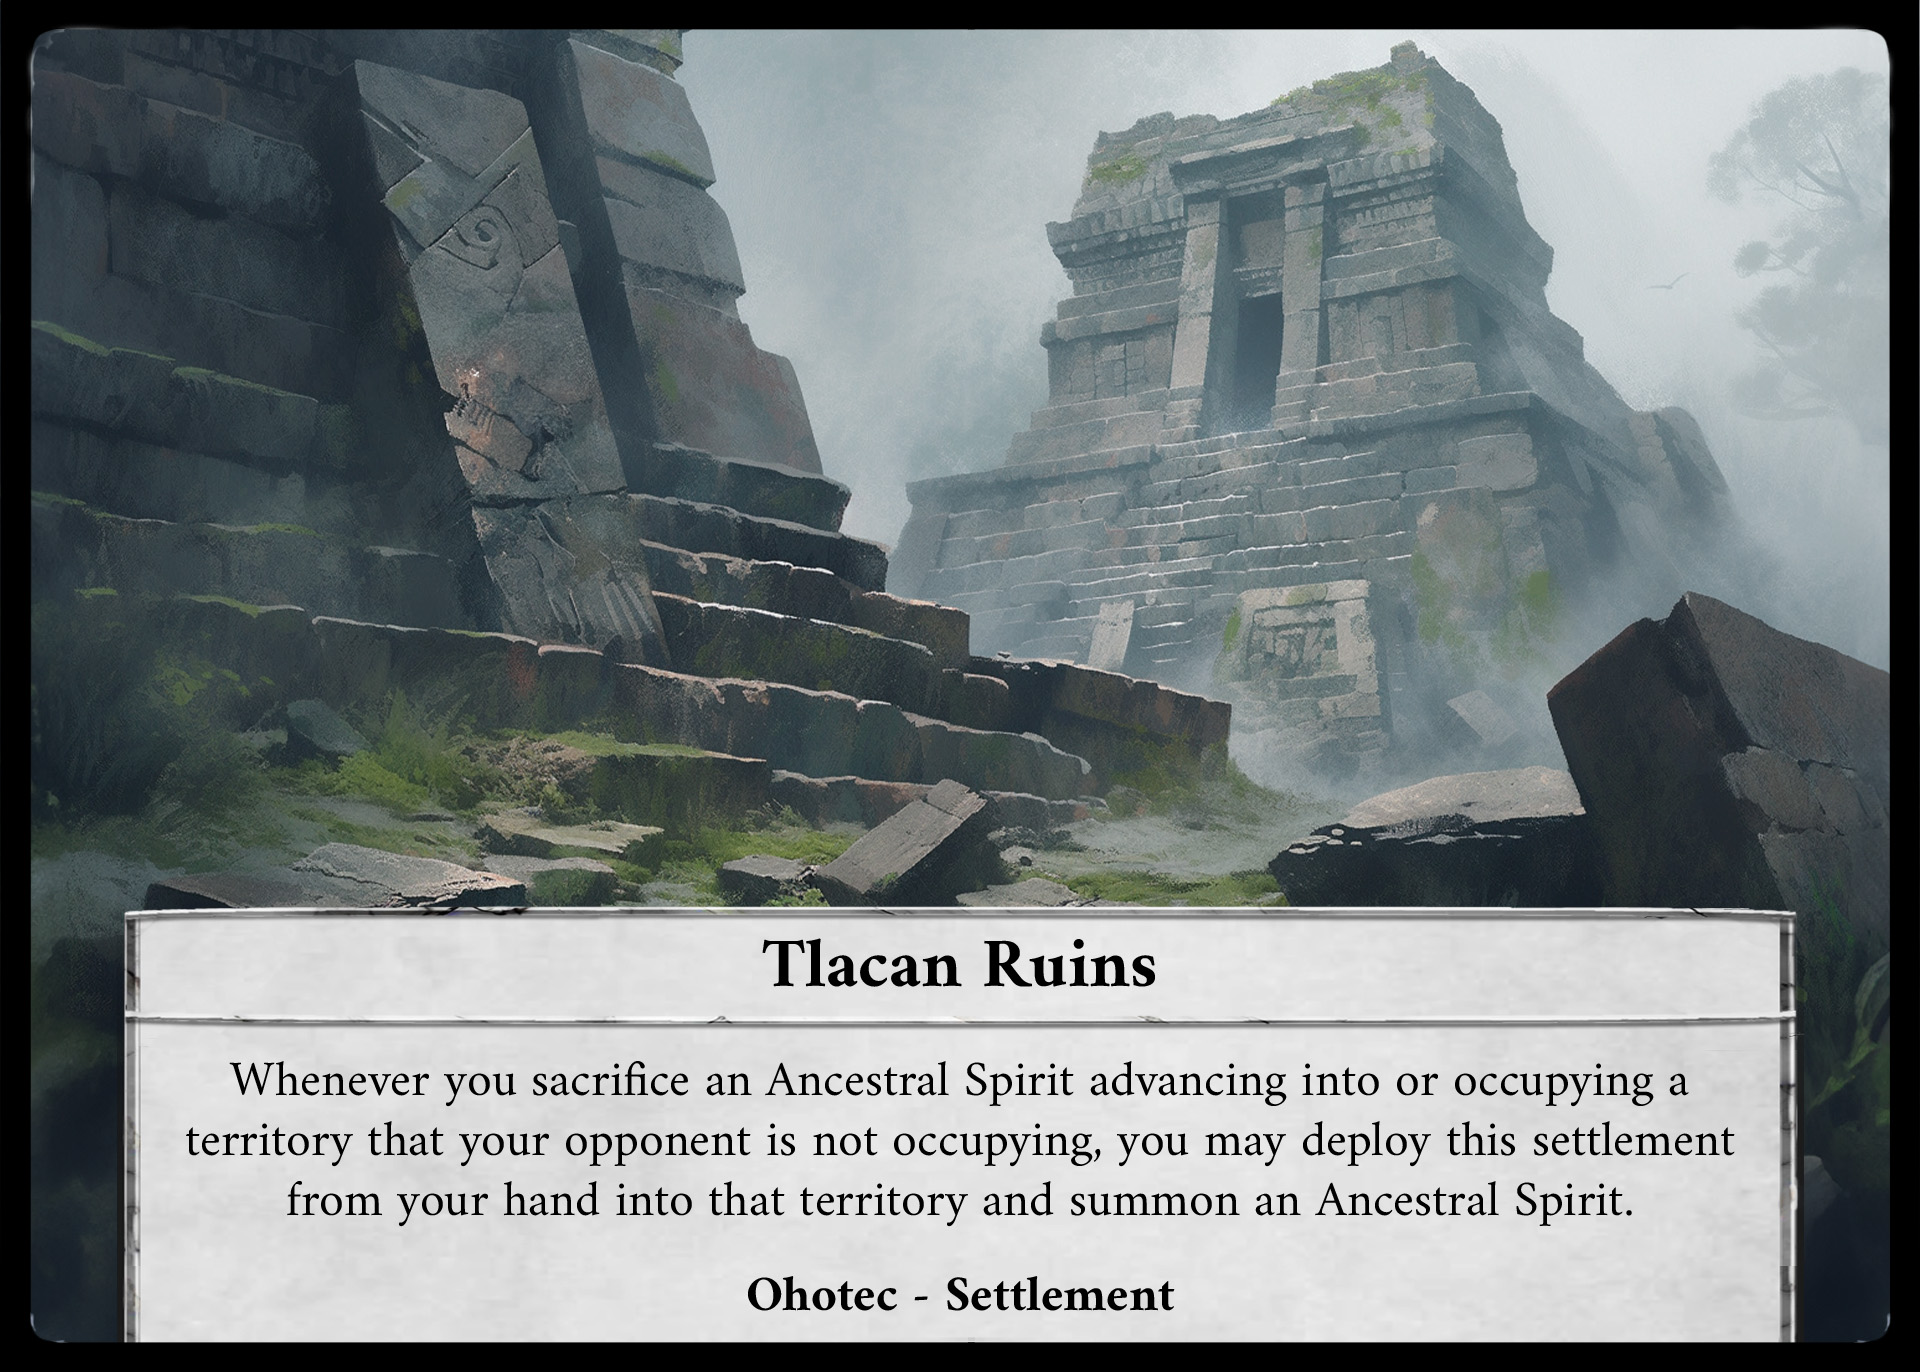 Tlacan Ruins
Whenever you sacrifice an Ancestral Spirit advancing into or occupying a
territory that your opponent is not occupying, you may deploy this settlement
from your hand into that territory and summon an Ancestral Spirit.
Ohotec - Settlement